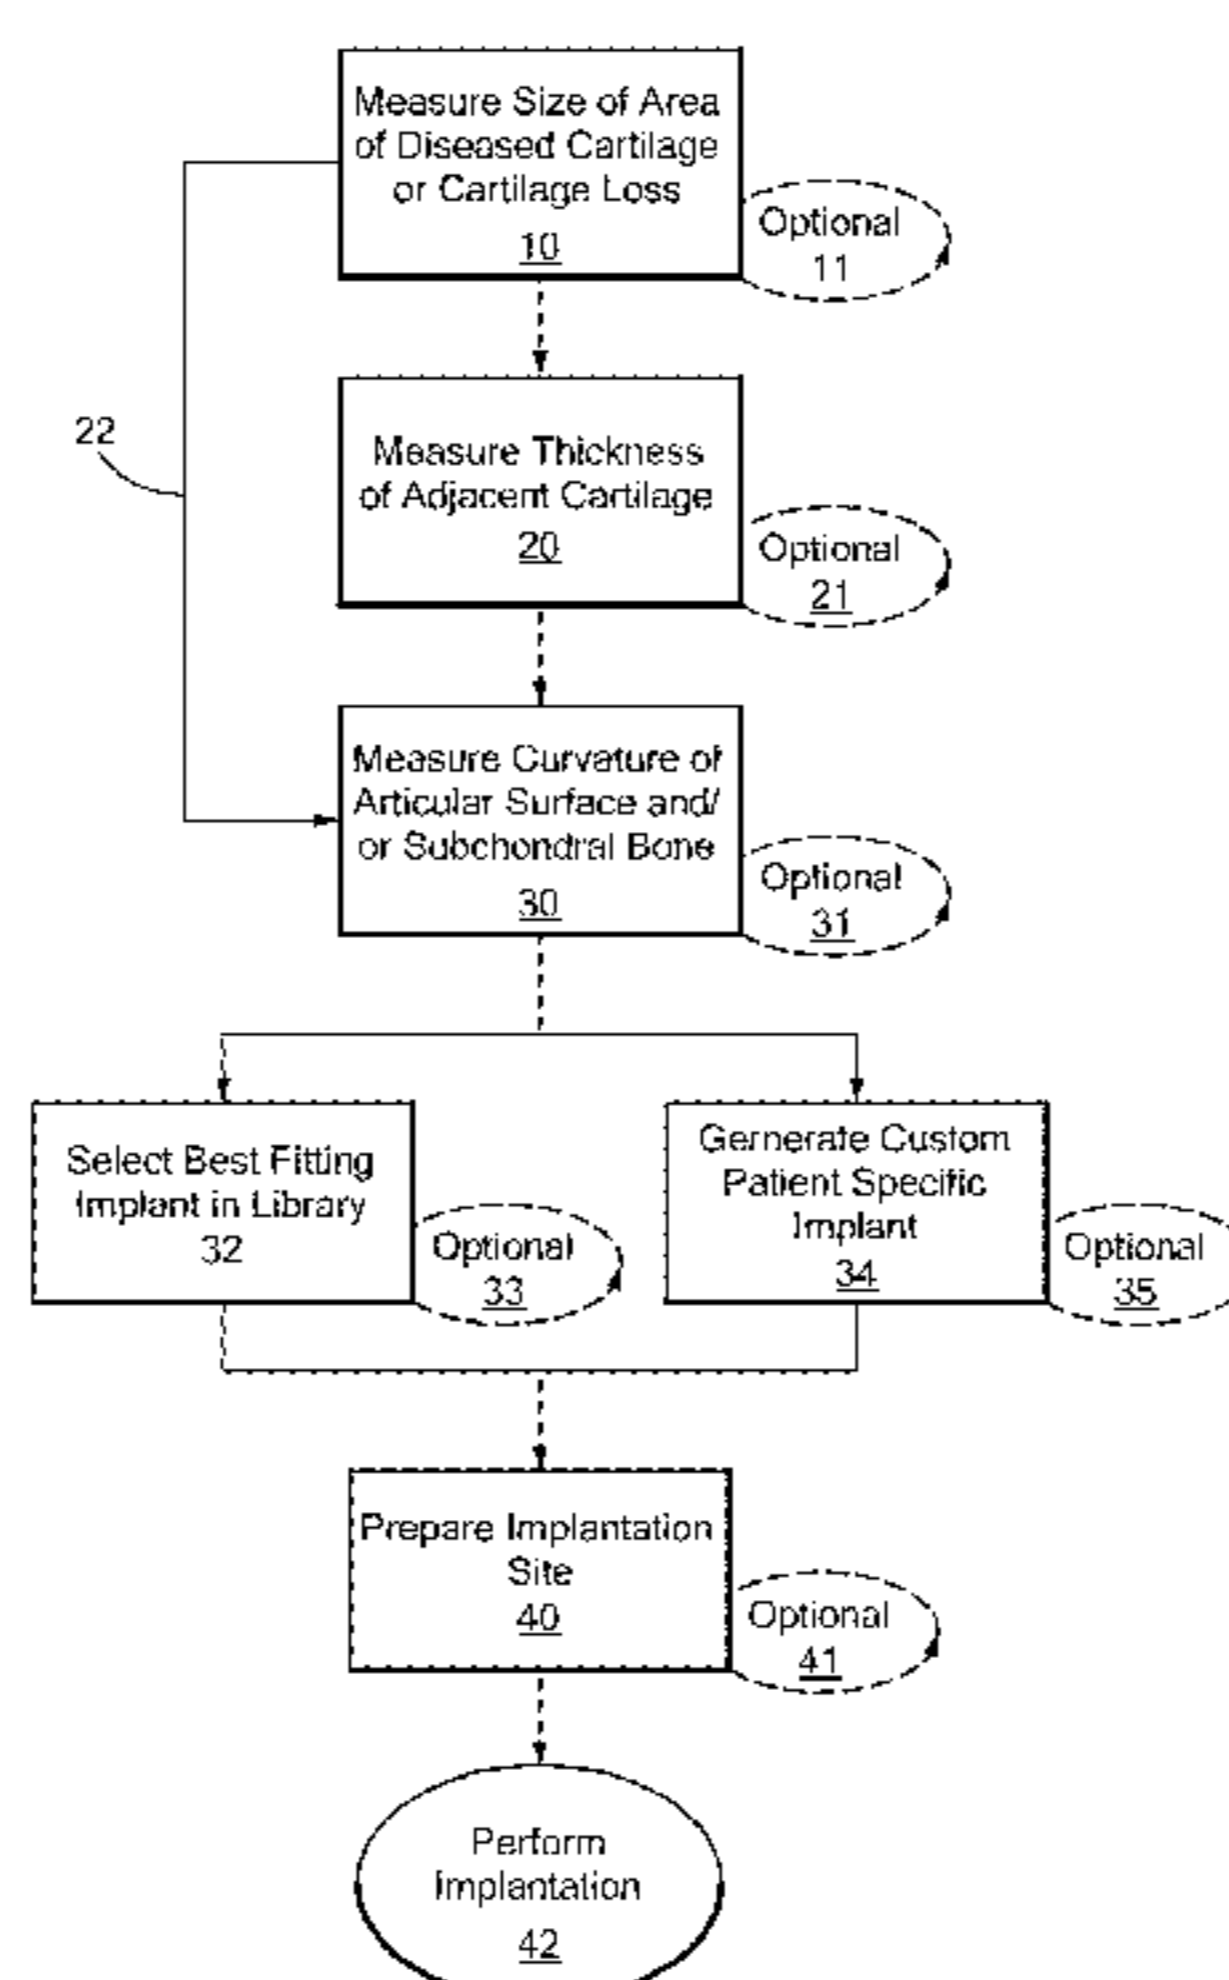 Measure Size of Area
of Diseased Cartilage
or Cartilage Loss
10
Optional
11
22
Measure Thickness
of Adjacent Cartilage
20
Optional
21
Measure Curvature of
Articular Surface and/
or Subchondral Bone
30
Optional
31
Select Best Fitting
Implant in Library
32
Optional
33
Gernerate Custom
Patient Specific
Implant
34
Optional
35
Prepare Implantation
Site
40
Optional
41
Perform
Implantation
42